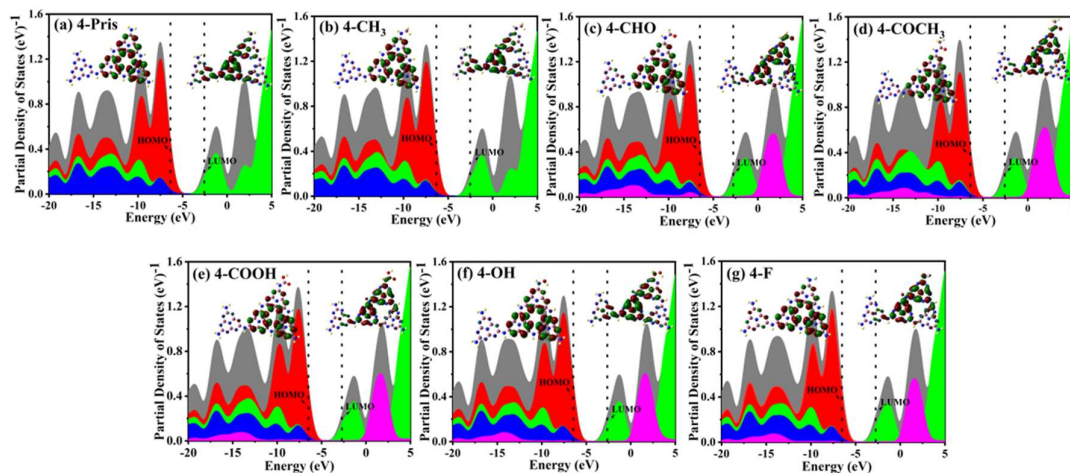 (a) 4-Pris
Partial Density of States (eV)⁻¹
1.6
1.2
0.8
0.4
0.0
HOMO
LUMO
-20 -15 -10 -5 0 5
Energy (eV)
(b) 4-CH₃
Partial Density of States (eV)⁻¹
1.6
1.2
0.8
0.4
0.0
HOMO
LUMO
-20 -15 -10 -5 0 5
Energy (eV)
(c) 4-CHO
Partial Density of States (eV)⁻¹
1.6
1.2
0.8
0.4
0.0
HOMO
LUMO
-20 -15 -10 -5 0 5
Energy (eV)
(d) 4-COCH₃
Partial Density of States (eV)⁻¹
1.6
1.2
0.8
0.4
0.0
HOMO
LUMO
-20 -15 -10 -5 0 5
Energy (eV)
(e) 4-COOH
Partial Density of States (eV)⁻¹
1.6
1.2
0.8
0.4
0.0
HOMO
LUMO
-20 -15 -10 -5 0 5
Energy (eV)
(f) 4-OH
Partial Density of States (eV)⁻¹
1.6
1.2
0.8
0.4
0.0
HOMO
LUMO
-20 -15 -10 -5 0 5
Energy (eV)
(g) 4-F
Partial Density of States (eV)⁻¹
1.6
1.2
0.8
0.4
0.0
HOMO
LUMO
-20 -15 -10 -5 0 5
Energy (eV)